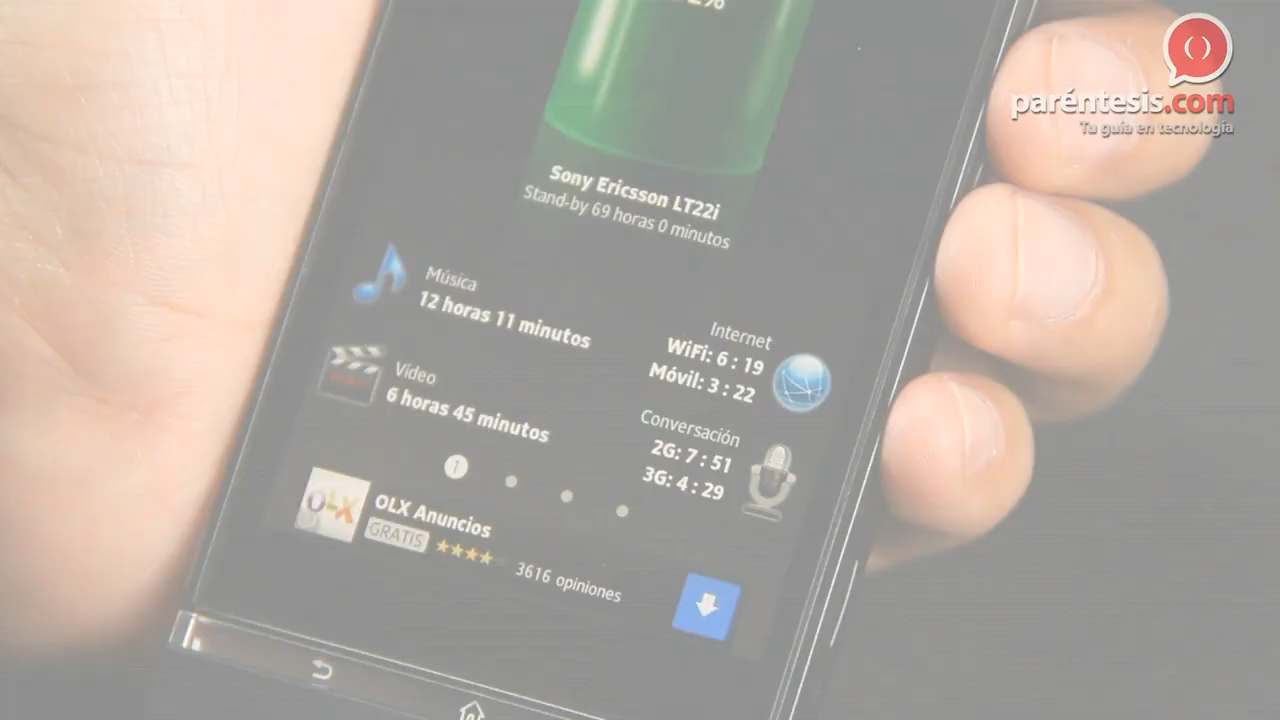 paréntesis.com
Tu guía en tecnología
Sony Ericsson LT22i
Stand-by 69 horas 0 minutos
Música
12 horas 11 minutos
Video
6 horas 45 minutos
Internet
WiFi: 6 : 19
Móvil: 3 : 22
Conversación
2G: 7 : 51
3G: 4 : 29
1
OLX
OLX Anuncios
GRATIS
3616 opiniones